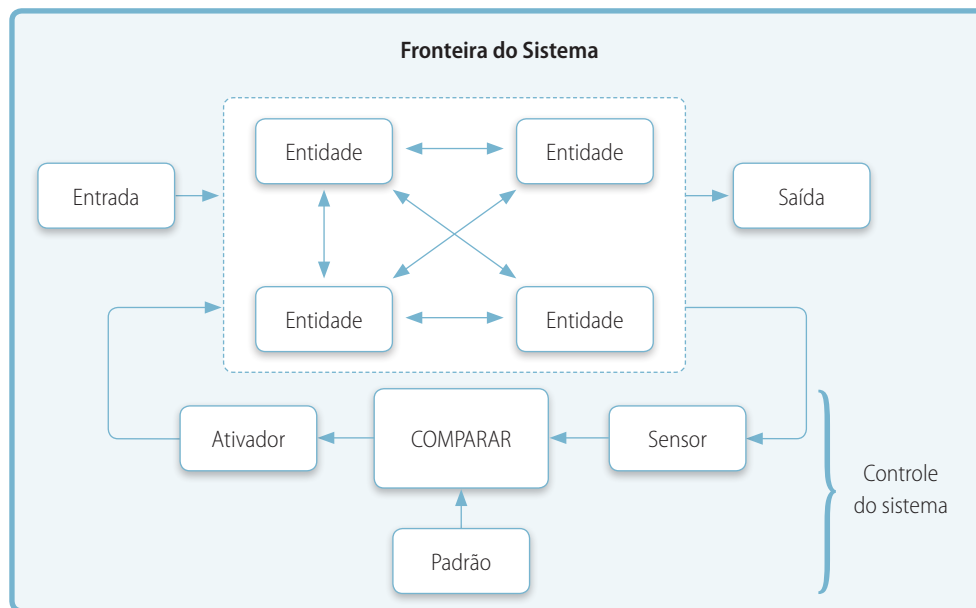 Fronteira do Sistema
Entidade
Entidade
Entrada
Saída
Entidade
Entidade
Ativador
COMPARAR
Sensor
Controle
do sistema
Padrão